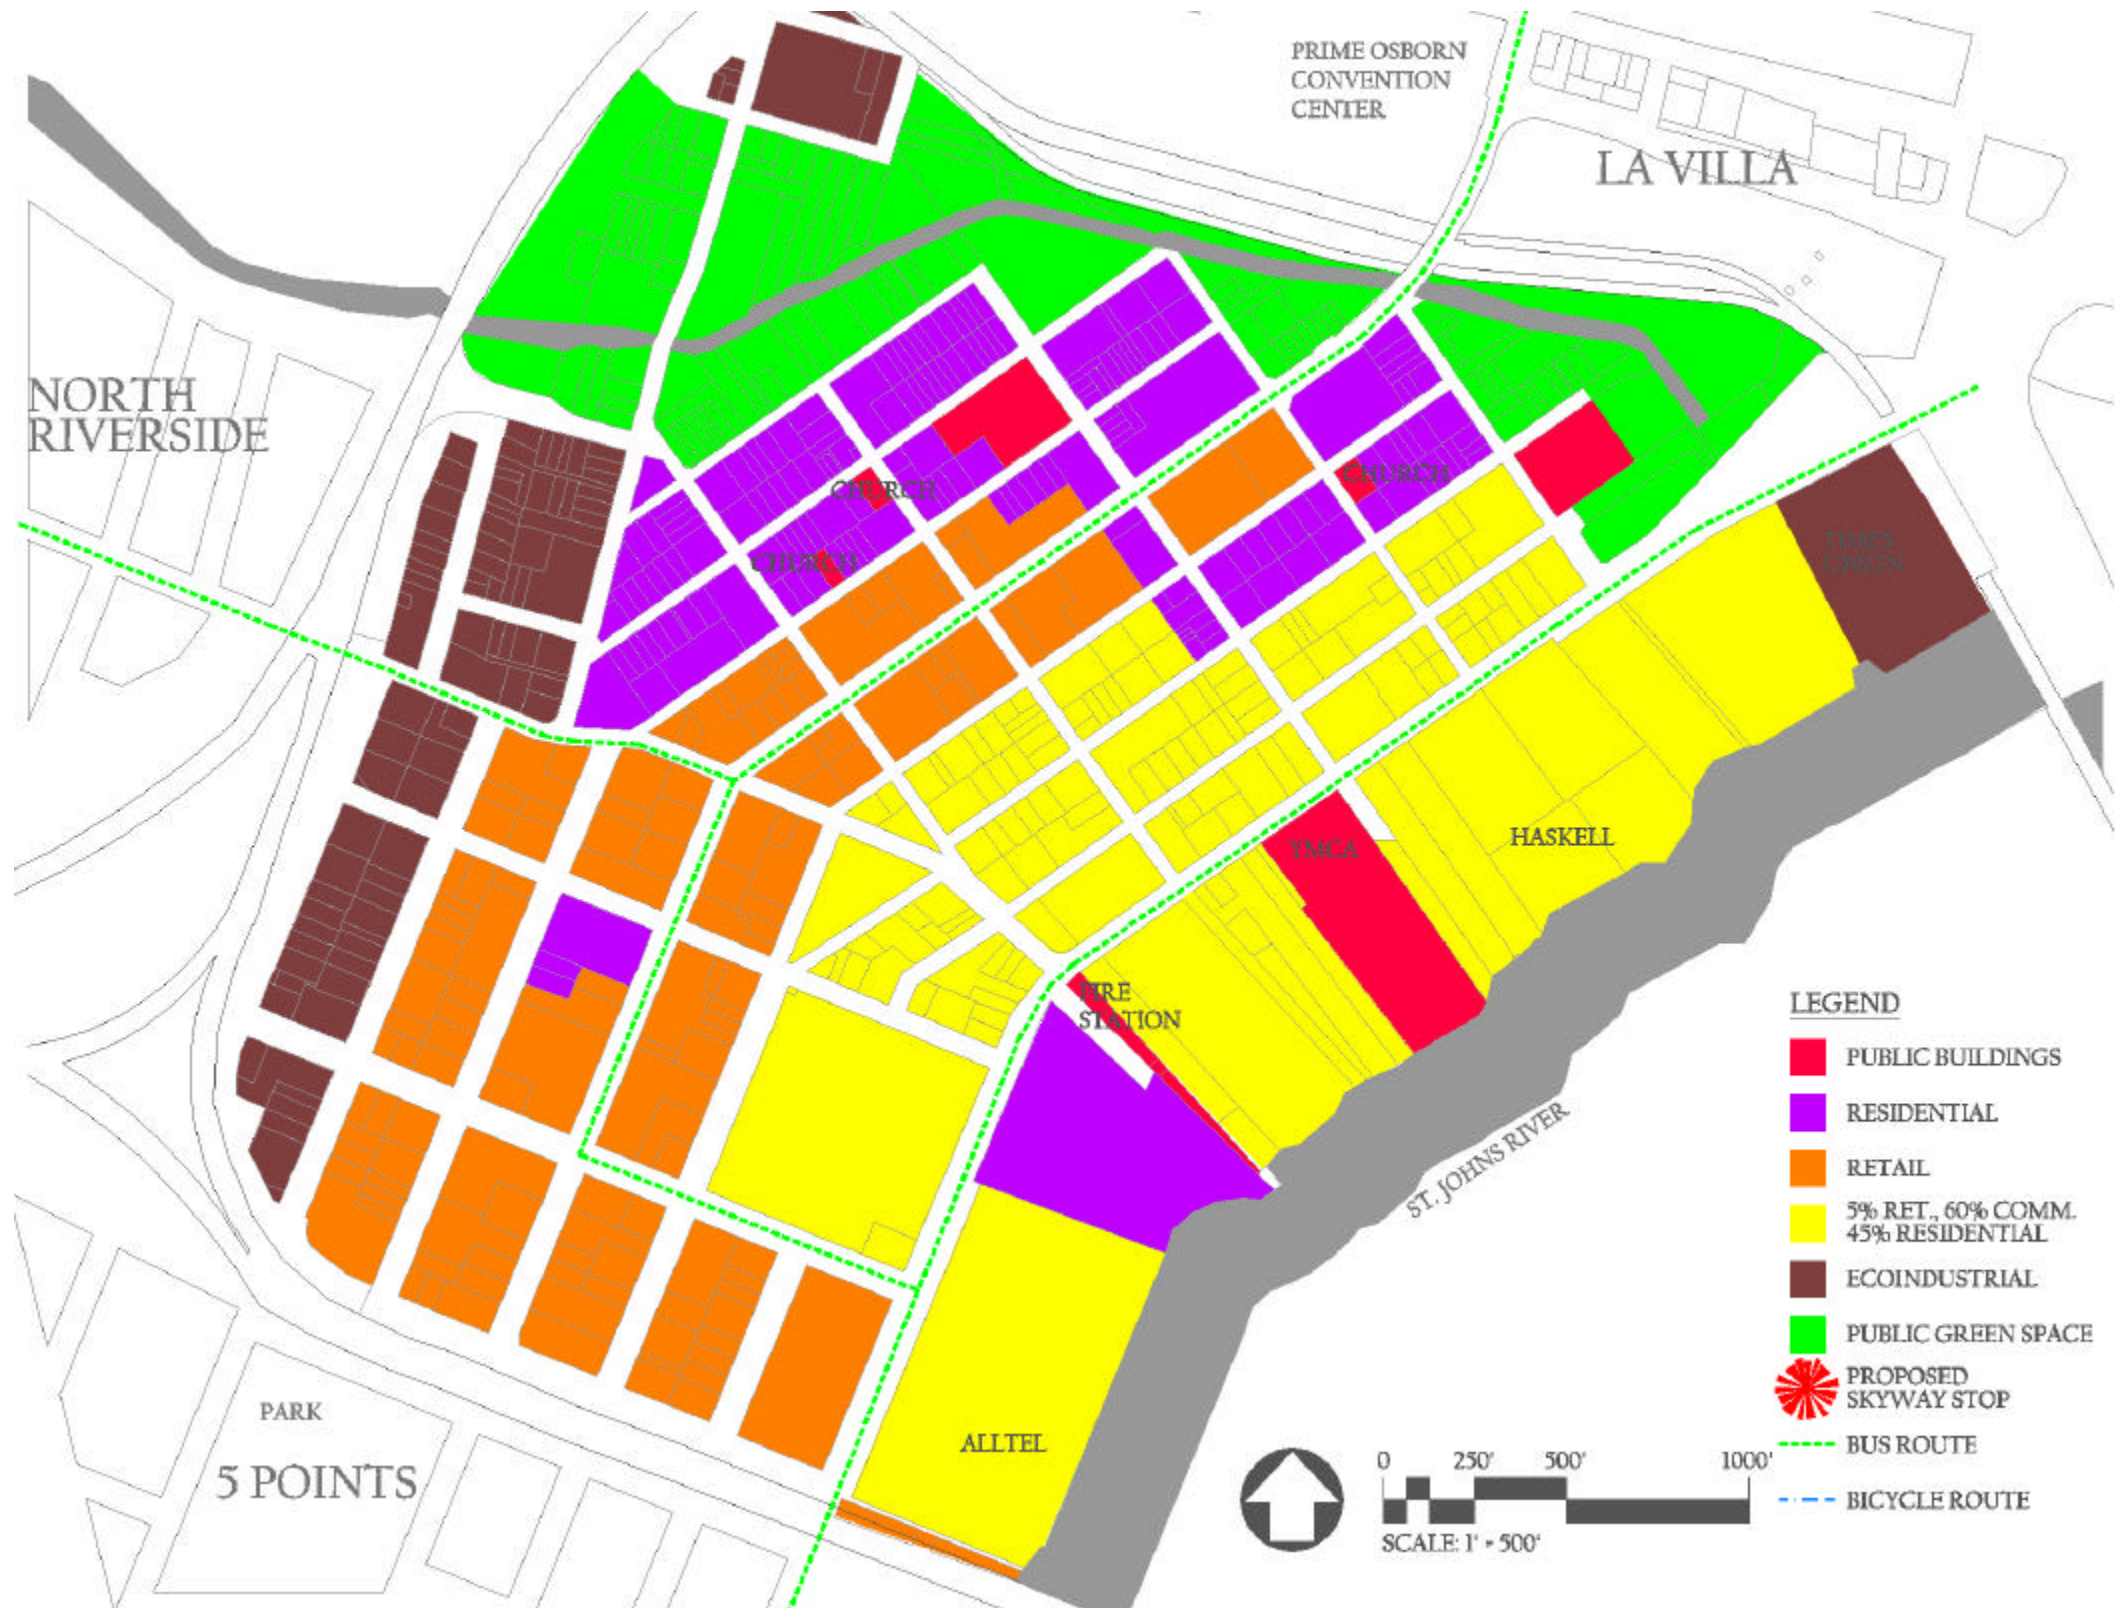 PRIME OSBORN
CONVENTION
CENTER
LA VILLA
NORTH
RIVERSIDE
CHURCH
CHURCH
CHURCH
TIMES
UNION
YMCA
HASKELL
FIRE
STATION
ST. JOHNS RIVER
PARK
5 POINTS
ALLTEL
LEGEND
PUBLIC BUILDINGS
RESIDENTIAL
RETAIL
5% RET., 60% COMM.
45% RESIDENTIAL
ECOINDUSTRIAL
PUBLIC GREEN SPACE
PROPOSED
SKYWAY STOP
BUS ROUTE
BICYCLE ROUTE
0 250' 500' 1000'
SCALE: 1' = 500'